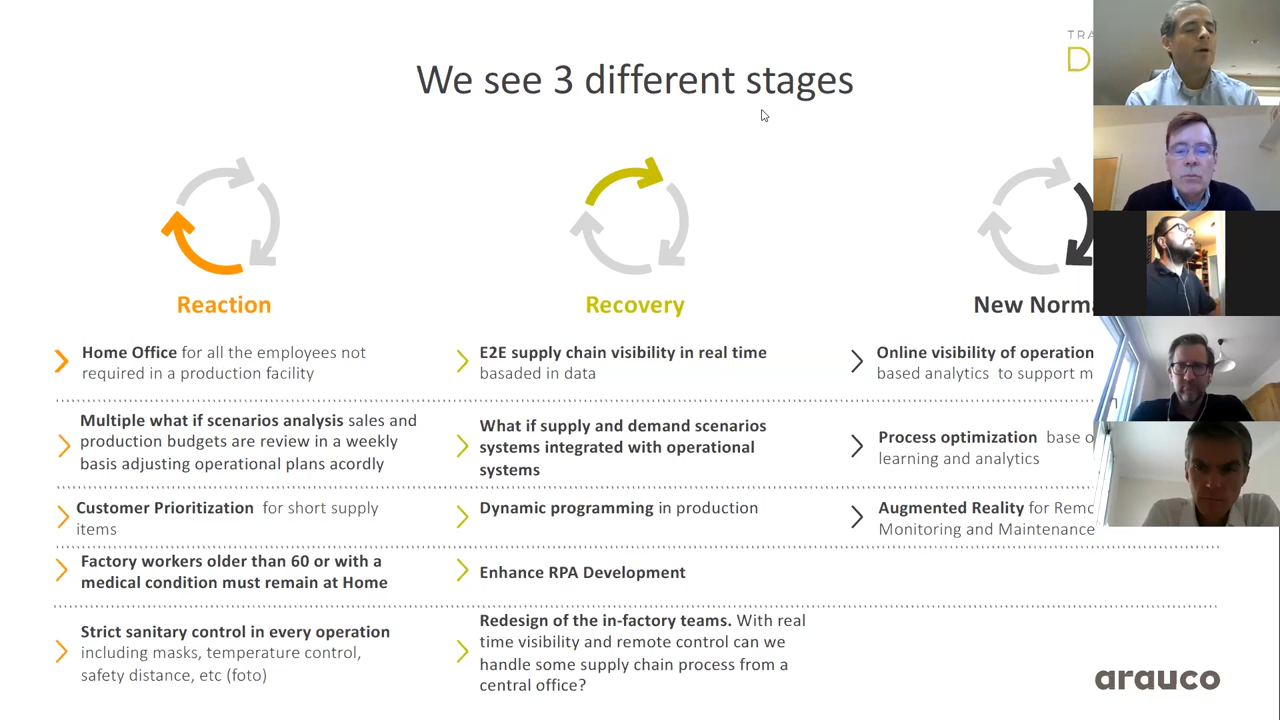 TRA
D
We see 3 different stages
Reaction
Home Office for all the employees not
required in a production facility
Multiple what if scenarios analysis sales and
production budgets are review in a weekly
basis adjusting operational plans acordly
Customer Prioritization for short supply
items
Factory workers older than 60 or with a
medical condition must remain at Home
Strict sanitary control in every operation
including masks, temperature control,
safety distance, etc (foto)
Recovery
E2E supply chain visibility in real time
basaded in data
What if supply and demand scenarios
systems integrated with operational
systems
Dynamic programming in production
Enhance RPA Development
Redesign of the in-factory teams. With real
time visibility and remote control can we
handle some supply chain process from a
central office?
New Norma
Online visibility of operation
based analytics to support m
Process optimization base o
learning and analytics
Augmented Reality for Remo
Monitoring and Maintenance
arauco